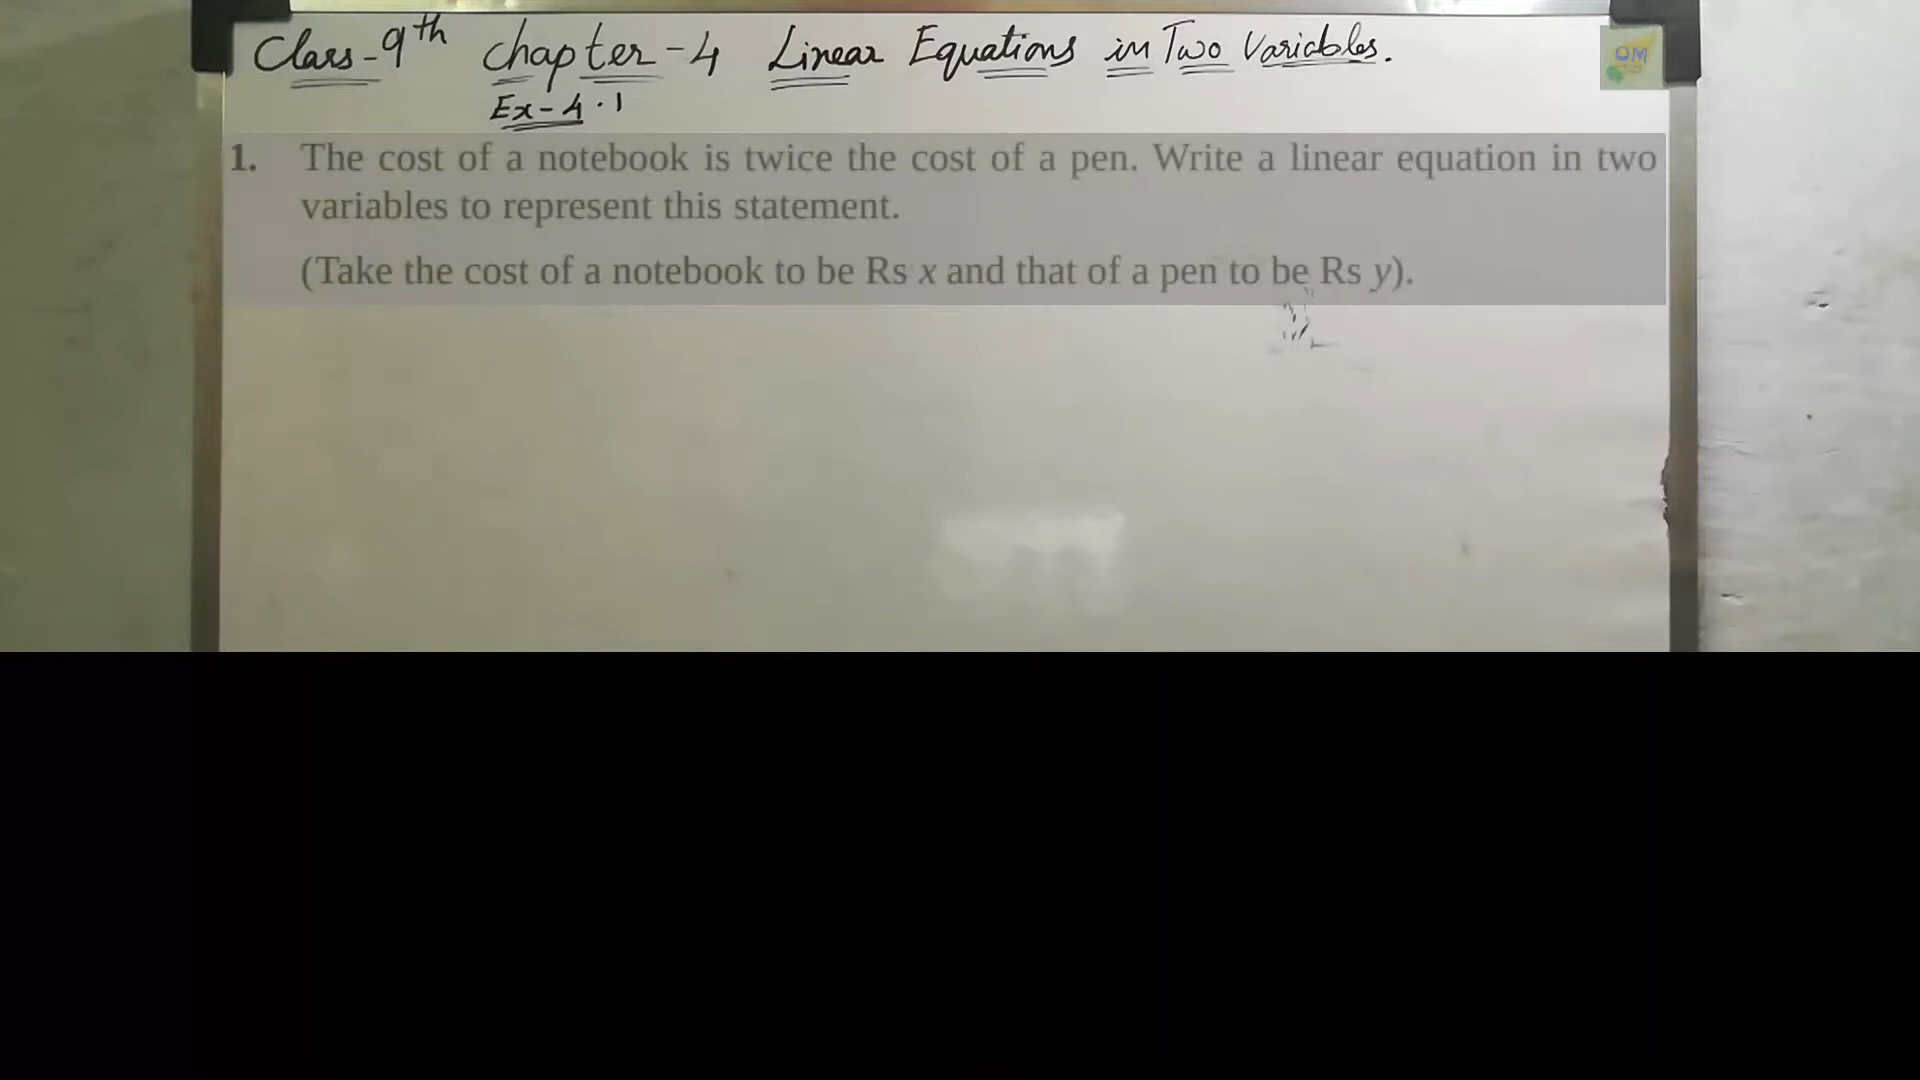 Class-9th Chapter-4 Linear Equations in Two Variables.
Ex-4.1
1. The cost of a notebook is twice the cost of a pen. Write a linear equation in two
variables to represent this statement.
(Take the cost of a notebook to be Rs x and that of a pen to be Rs y).
OM